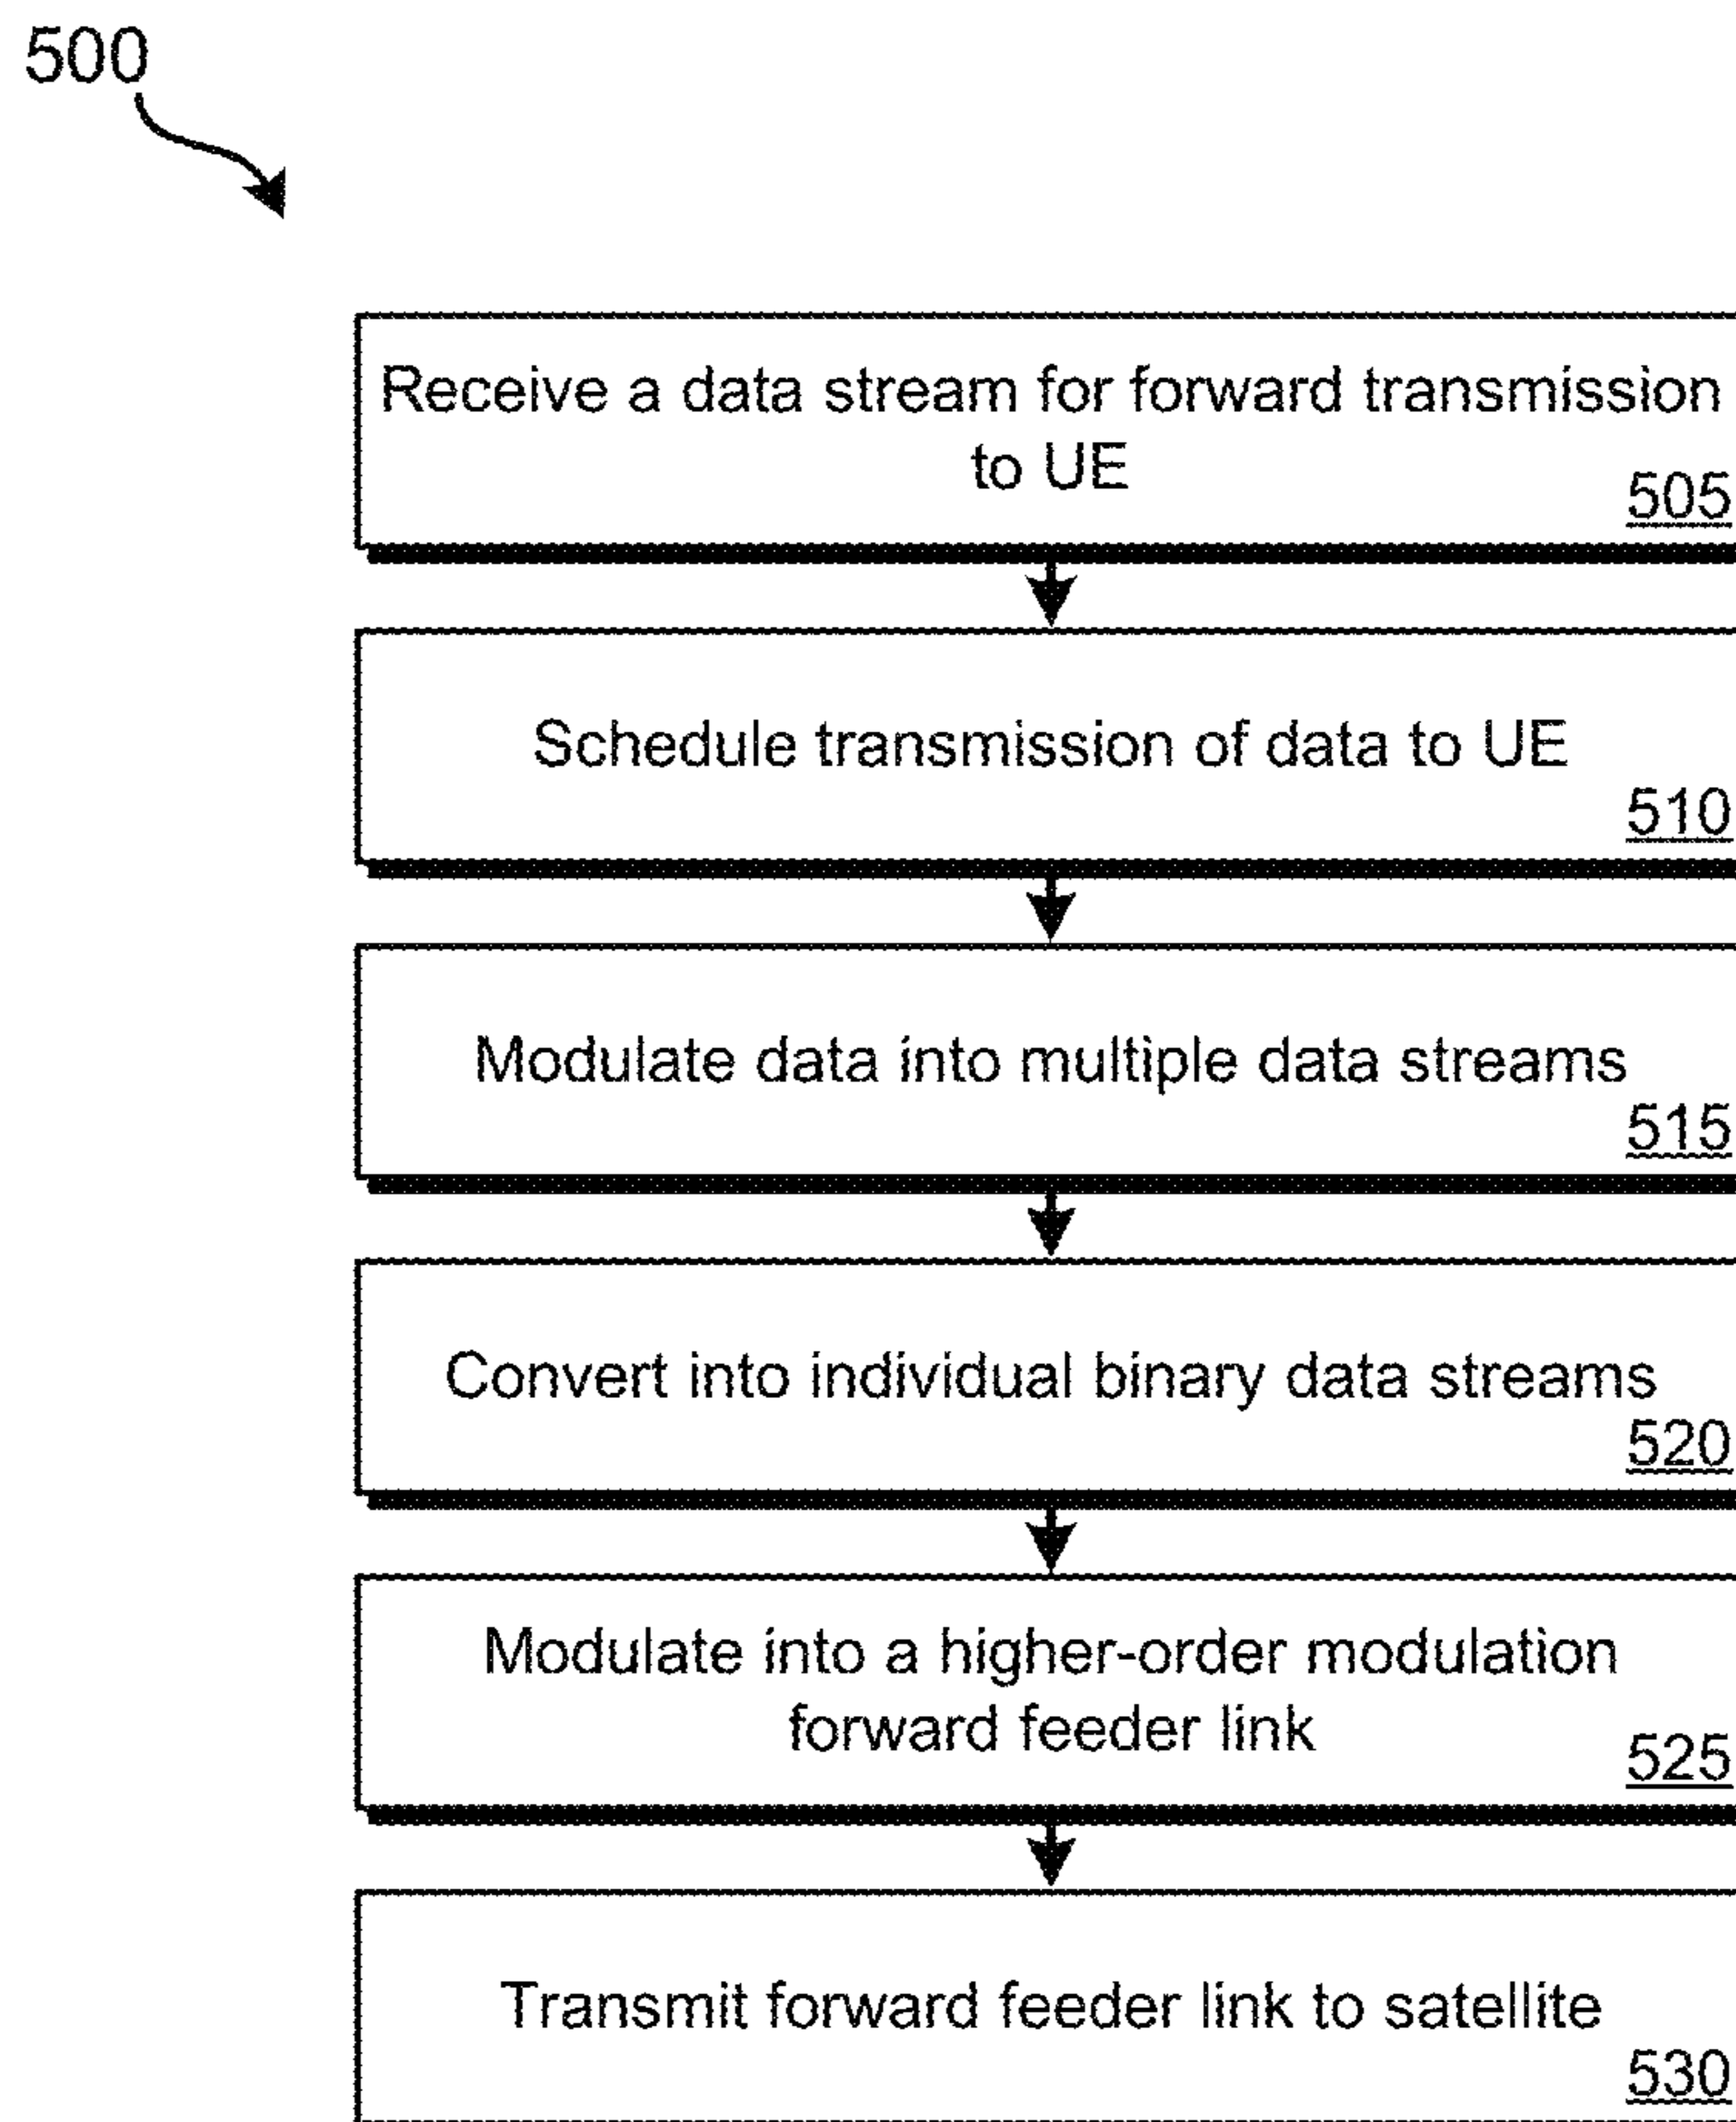 500
Receive a data stream for forward transmission
to UE
505
Schedule transmission of data to UE
510
Modulate data into multiple data streams
515
Convert into individual binary data streams
520
Modulate into a higher-order modulation
forward feeder link
525
Transmit forward feeder link to satellite
530